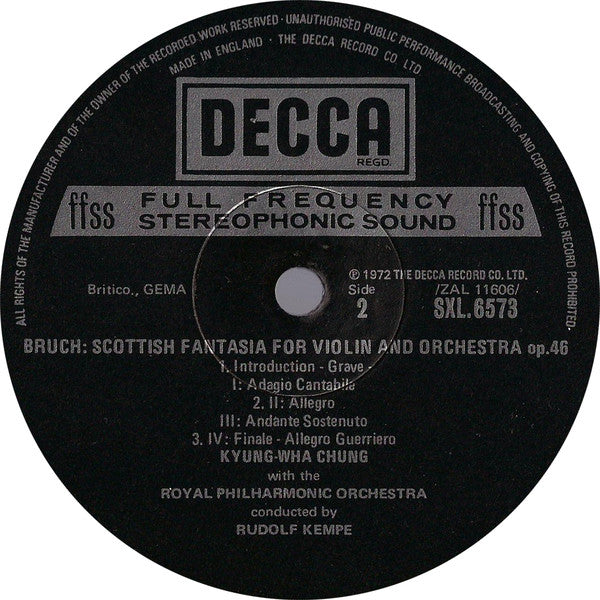 ALL RIGHTS OF THE MANUFACTURER AND OF THE OWNER OF THE RECORDED WORK RESERVED · UNAUTHORISED PUBLIC PERFORMANCE BROADCASTING AND COPYING OF THIS RECORD PROHIBITED·
MADE IN ENGLAND · THE DECCA RECORD CO LTD
DECCA
REGD.
ffss FULL FREQUENCY ffss
STEREOPHONIC SOUND
℗ 1972 THE DECCA RECORD CO. LTD.
Britico., GEMA Side /ZAL 11606/
2 SXL.6573
BRUCH: SCOTTISH FANTASIA FOR VIOLIN AND ORCHESTRA op.46
1. Introduction - Grave -
I: Adagio Cantabile
2. II: Allegro
III: Andante Sostenuto
3. IV: Finale - Allegro Guerriero
KYUNG-WHA CHUNG
with the
ROYAL PHILHARMONIC ORCHESTRA
conducted by
RUDOLF KEMPE